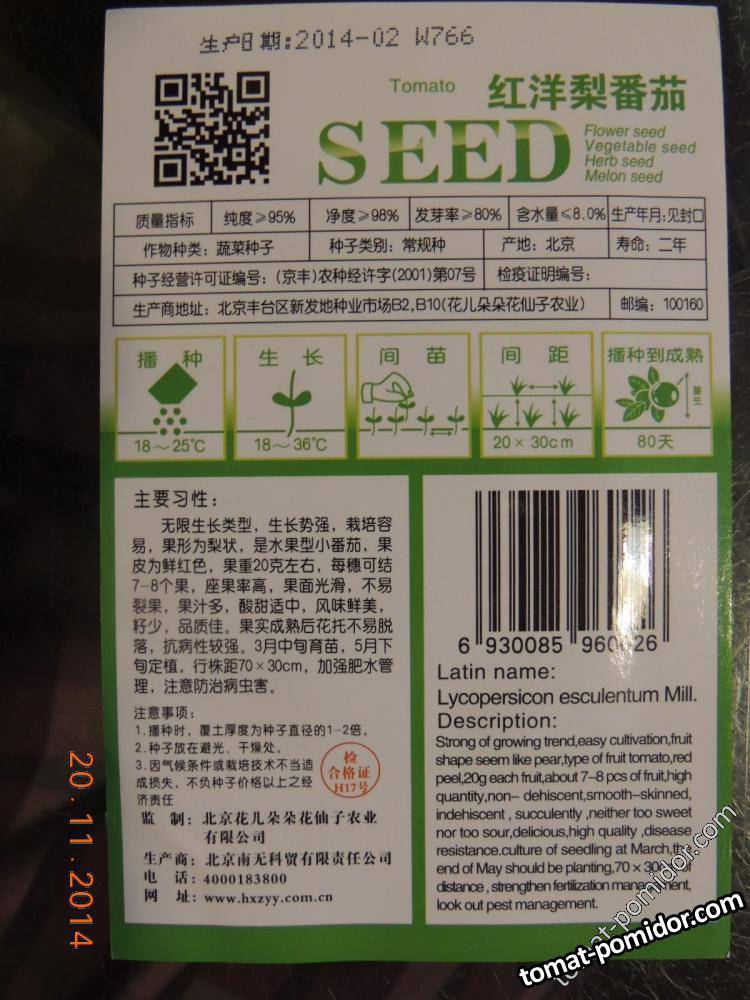 生产日期:2014-02 W766
Tomato 红洋梨番茄
SEED
Flower seed
Vegetable seed
Herb seed
Melon seed
质量指标 纯度≥95% 净度≥98% 发芽率≥80% 含水量≤8.0% 生产年月:见封口
作物种类: 蔬菜种子 种子类别: 常规种 产地: 北京 寿命: 二年
种子经营许可证编号: (京丰)农种经许字(2001)第07号 检疫证明编号:
生产商地址: 北京丰台区新发地种业市场B2,B10(花儿朵朵花仙子农业) 邮编: 100160
播种 生长 间苗 间距 播种到成熟
18~25℃ 18~36℃ 20×30cm 80天
主要习性:
无限生长类型, 生长势强, 栽培容
易, 果形为梨状, 是水果型小番茄, 果
皮为鲜红色, 果重20克左右, 每穗可结
7-8个果, 座果率高, 果面光滑, 不易
裂果, 果汁多, 酸甜适中, 风味鲜美,
籽少, 品质佳。果实成熟后花托不易脱
落, 抗病性较强。3月中旬育苗, 5月下
旬定植, 行株距70×30cm, 加强肥水管
理, 注意防治病虫害。
注意事项:
1.播种时, 覆土厚度为种子直径的1-2倍。
2.种子放在避光、干燥处。
3.因气候条件或栽培技术不当造
成损失, 不负种子价格以上之经
济责任
检
合格证
H17号
监 制: 北京花儿朵朵花仙子农业
有限公司
生产商: 北京南无科贸有限责任公司
电 话: 4000183800
网 址: www.hxzyy.com.cn
6 930085 960026
Latin name:
Lycopersicon esculentum Mill.
Description:
Strong of growing trend,easy cultivation,fruit
shape seem like pear,type of fruit tomato,red
peel,20g each fruit,about 7-8 pcs of fruit,high
quantity,non- dehiscent,smooth-skinned,
indehiscent , succulently ,neither too sweet
nor too sour,delicious,high quality ,disease
resistance.culture of seedling at March,the
end of May should be planting,70×30cm of
distance , strengthen fertilization management,
look out pest management.
20.11.2014
tomat-pomidor.com
tomat-pomidor.com